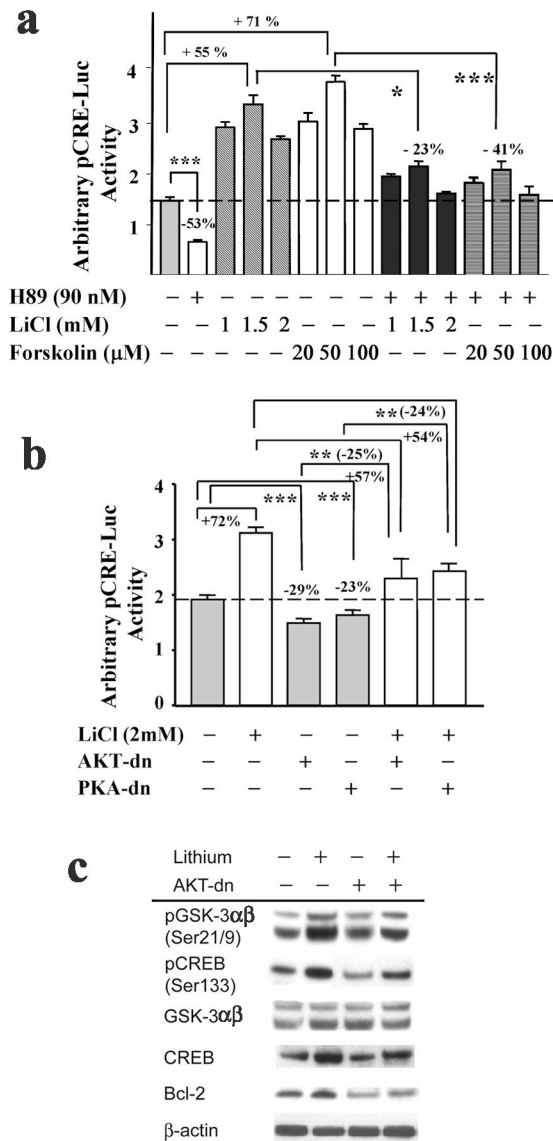 a
+ 71 %
+ 55 %
* ***
- 23% - 41%
***
-53%
4
3
2
1
Arbitrary pCRE-Luc
Activity
H89 (90 nM) – + – – – – – – + + + + + +
LiCl (mM) – – 1 1.5 2 – – – 1 1.5 2 – – –
Forskolin (µM) – – – – – 20 50 100 – – – 20 50 100
b
** (-24%)
+54%
** (-25%)
+57%
*** ***
+72%
-29% -23%
4
3
2
1
0
Arbitrary pCRE-Luc
Activity
LiCl (2mM) – + – – + +
AKT-dn – – + – + –
PKA-dn – – – + – +
c
Lithium – + – +
AKT-dn – – + +
pGSK-3αβ
(Ser21/9)
pCREB
(Ser133)
GSK-3αβ
CREB
Bcl-2
β-actin